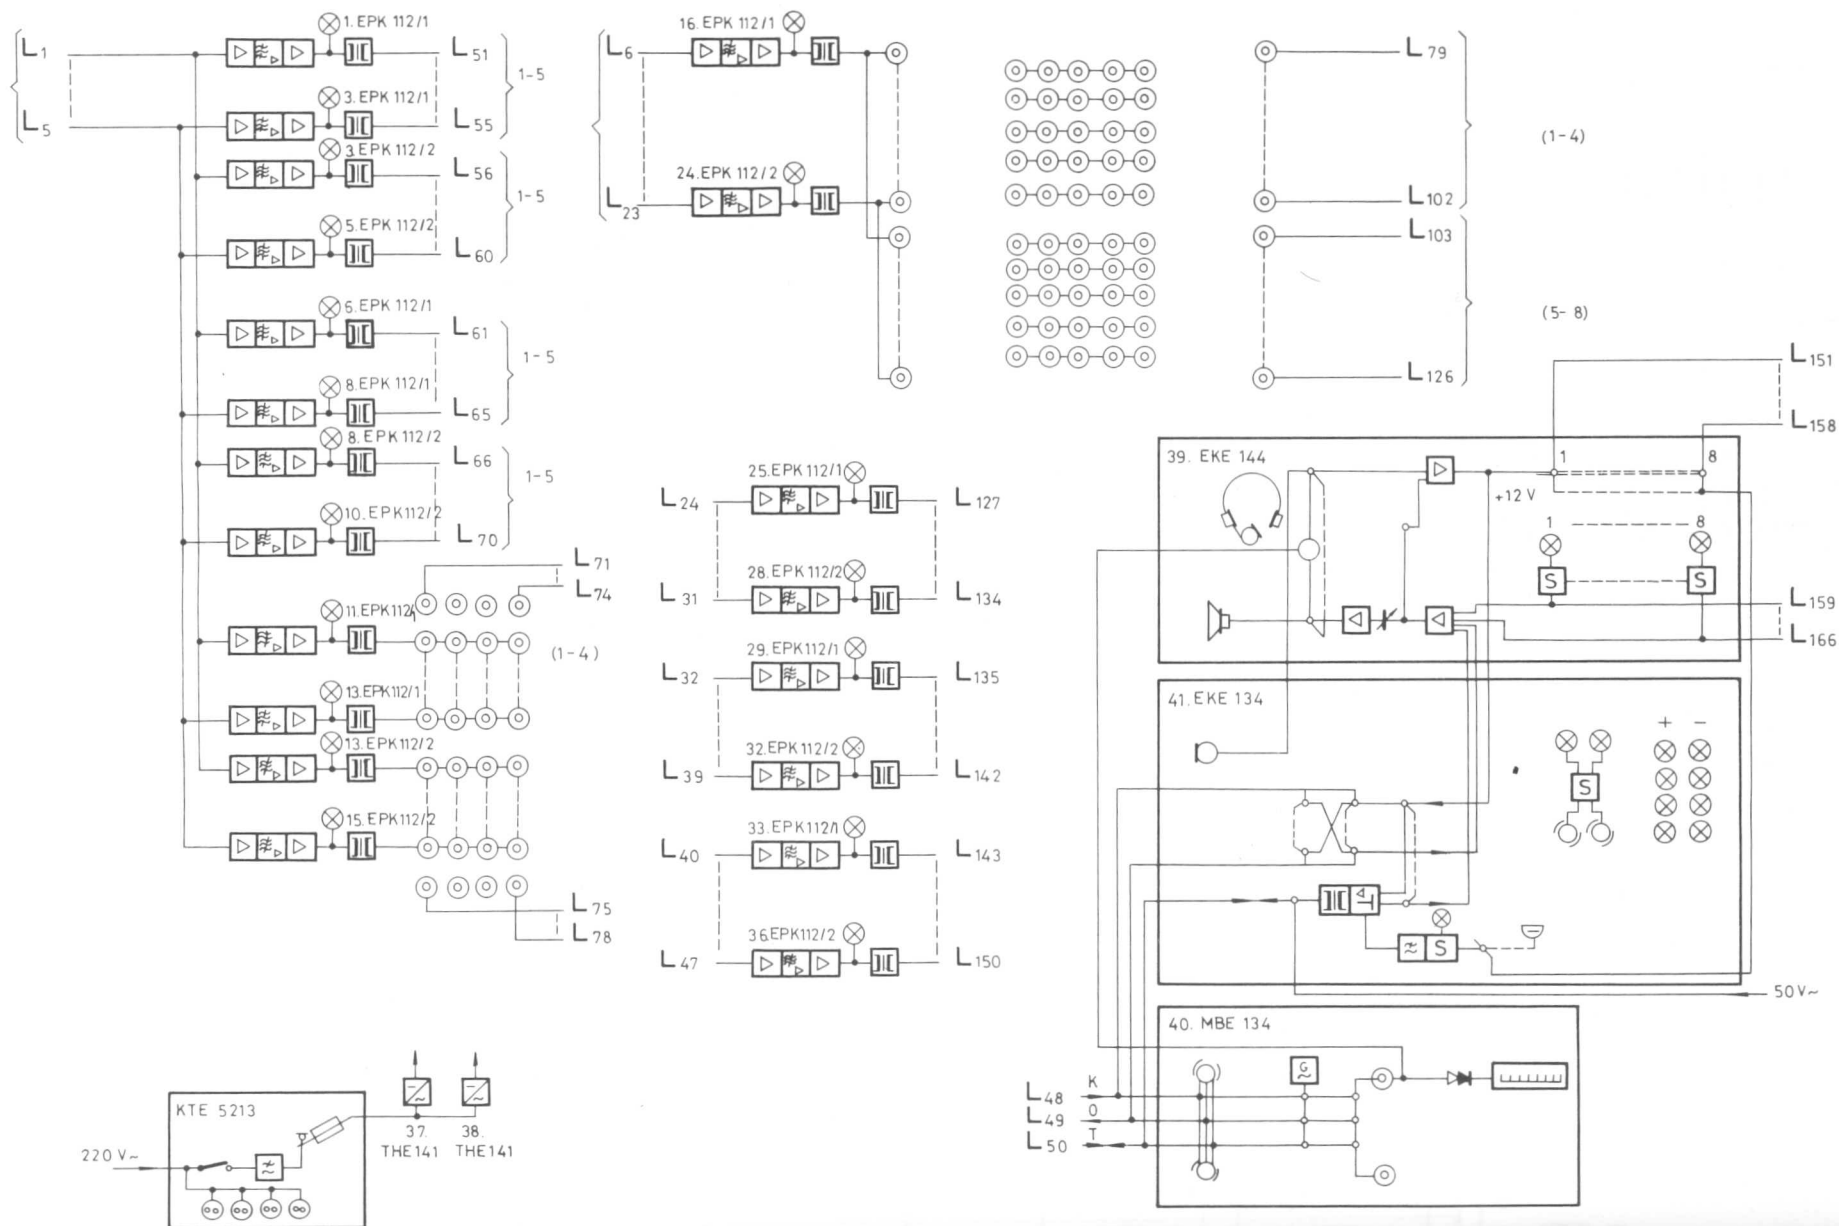 L1
L5
1. EPK 112/1
L51
1-5
3. EPK 112/1
L55
3. EPK 112/2
L56
1-5
5. EPK 112/2
L60
6. EPK 112/1
L61
1-5
8. EPK 112/1
L65
8. EPK 112/2
L66
1-5
10. EPK 112/2
L70
L71
L74
11. EPK 112/1
(1-4)
13. EPK 112/1
13. EPK 112/2
15. EPK 112/2
L75
L78
16. EPK 112/1
L6
24. EPK 112/2
L23
L79
(1-4)
L102
L103
(5-8)
L126
25. EPK 112/1
L24
L127
28. EPK 112/2
L31
L134
29. EPK 112/1
L32
L135
32. EPK 112/2
L39
L142
33. EPK 112/1
L40
L143
36. EPK 112/2
L47
L150
L151
L158
39. EKE 144
1
8
+12 V
1
8
S
S
L159
L166
41. EKE 134
+ -
S
S
50 V~
40. MBE 134
G
L48 K
L49 O
L50 T
KTE 5213
220 V~
37.
THE 141
38.
THE 141